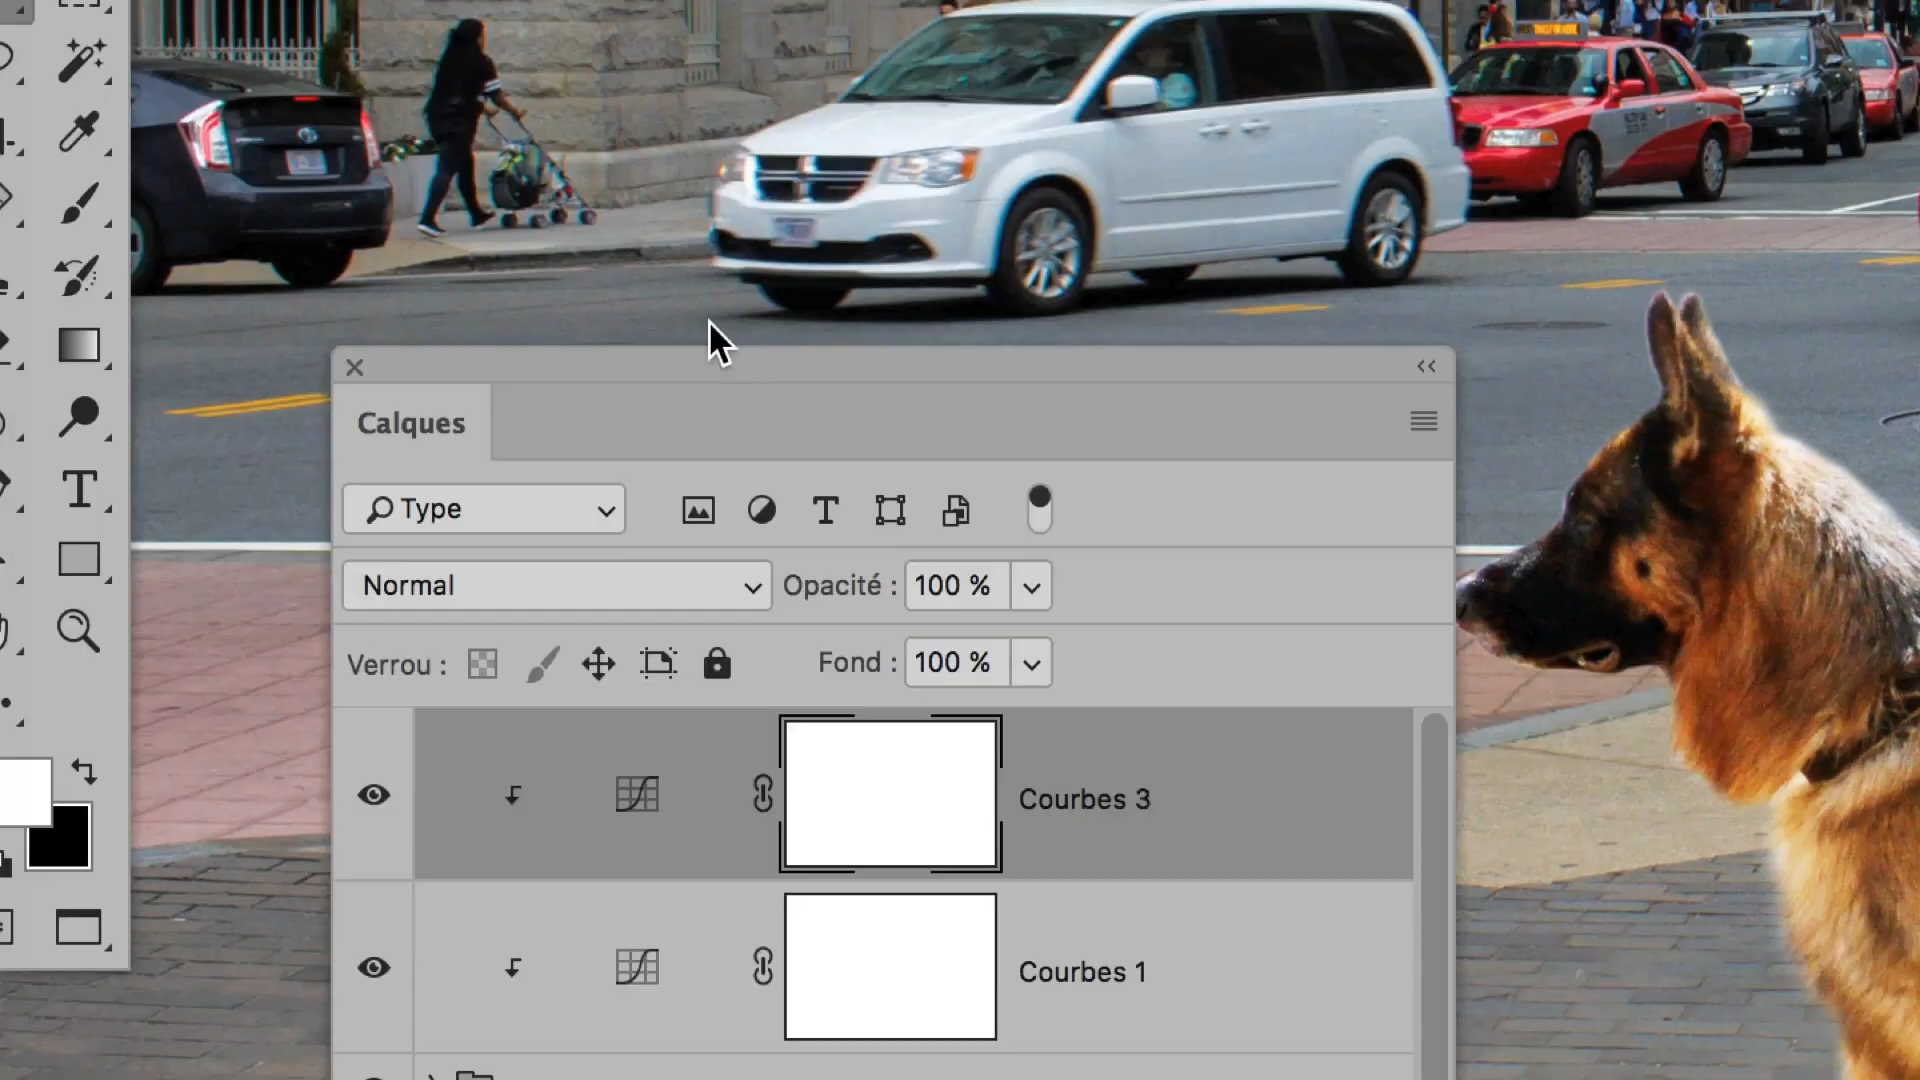 Calques
Type
Normal
Opacité : 100 %
Verrou :
Fond : 100 %
Courbes 3
Courbes 1